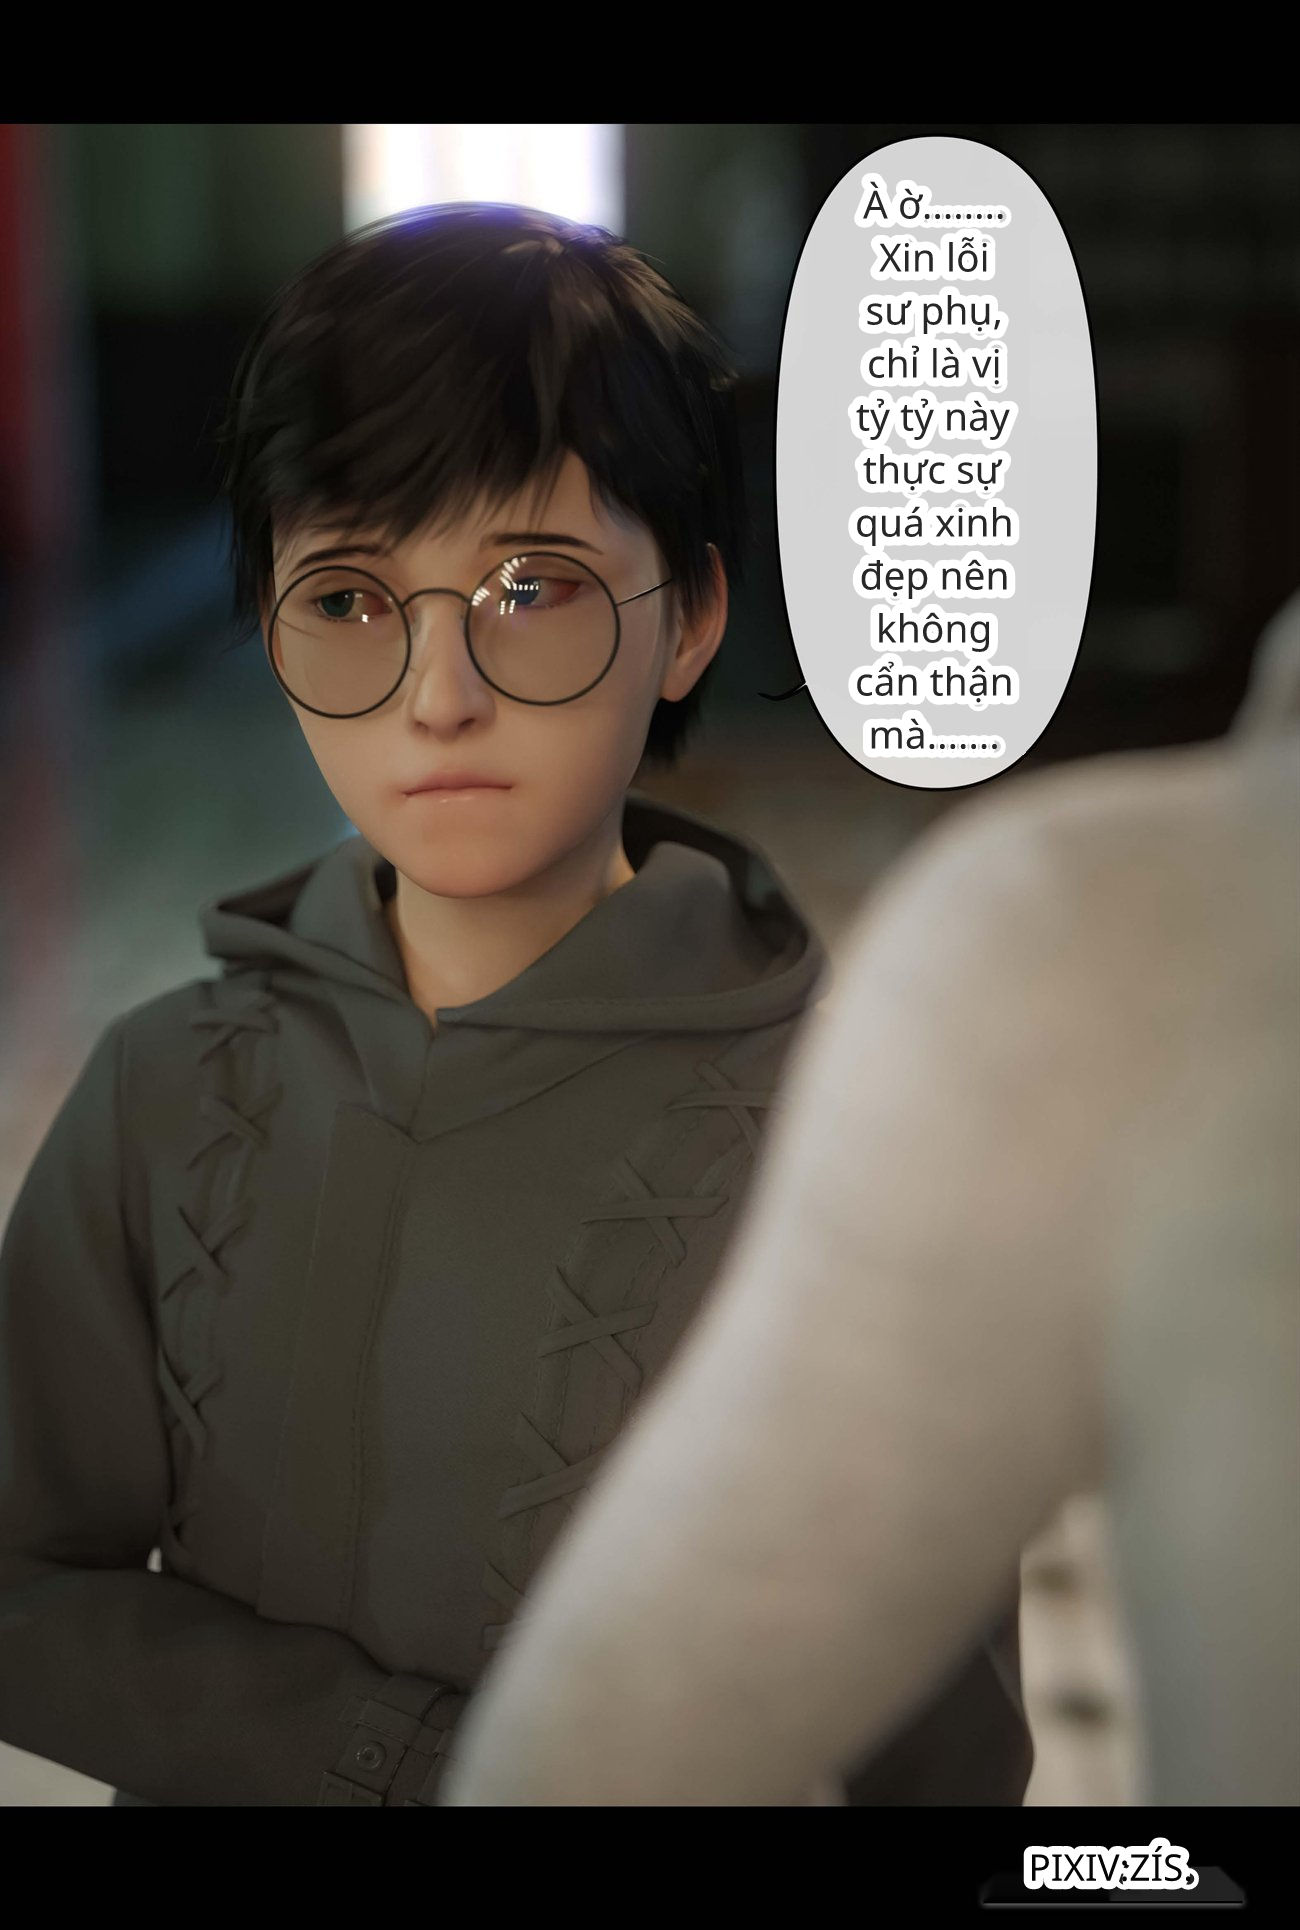 À ờ........
Xin lỗi
sư phụ,
chỉ là vị
tỷ tỷ này
thực sự
quá xinh
đẹp nên
không
cẩn thận
mà.......
PIXIV:ZÍS,